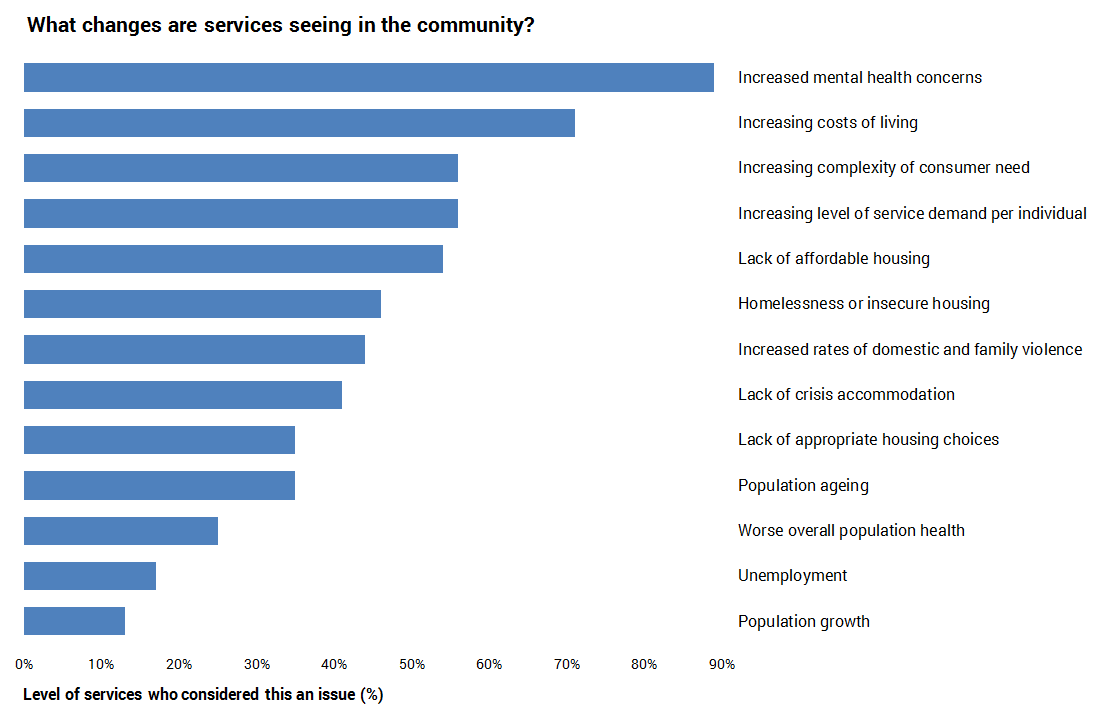 What changes are services seeing in the community?
Increased mental health concerns
Increasing costs of living
Increasing complexity of consumer need
Increasing level of service demand per individual
Lack of affordable housing
Homelessness or insecure housing
Increased rates of domestic and family violence
Lack of crisis accommodation
Lack of appropriate housing choices
Population ageing
Worse overall population health
Unemployment
Population growth
0% 10% 20% 30% 40% 50% 60% 70% 80% 90%
Level of services who considered this an issue (%)